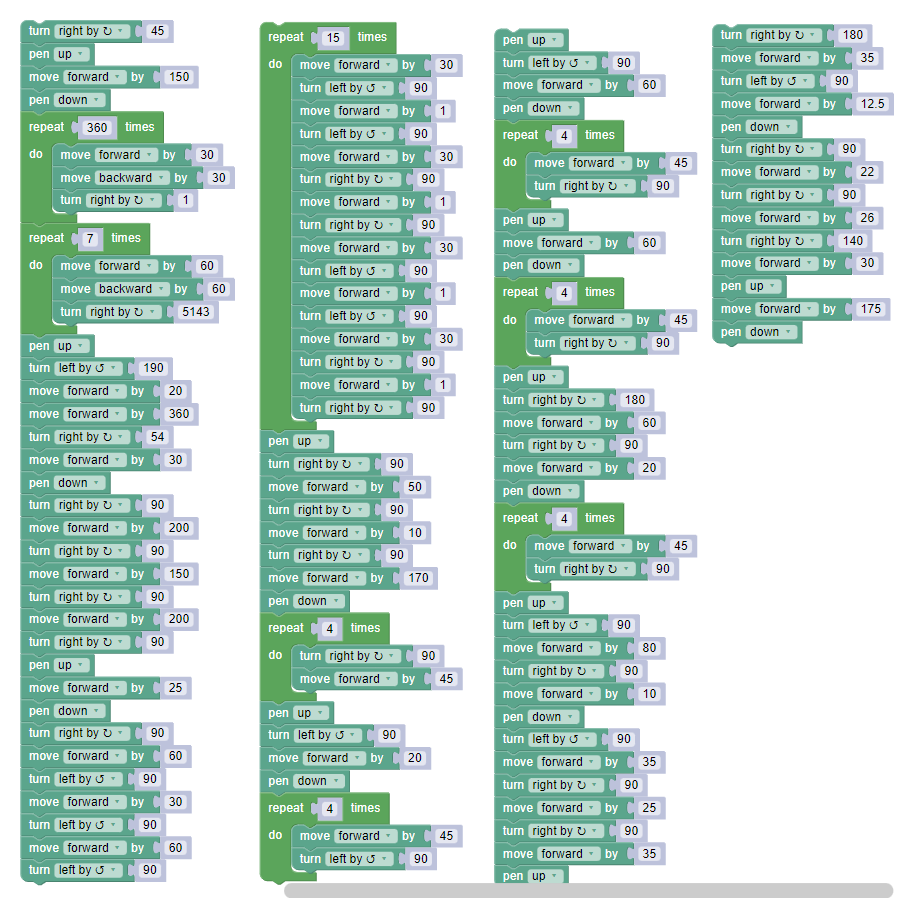 turn right by ↻ 45
pen up
move forward by 150
pen down
repeat 360 times
do move forward by 30
move backward by 30
turn right by ↻ 1
repeat 7 times
do move forward by 60
move backward by 60
turn right by ↻ 5143
pen up
turn left by ↺ 190
move forward by 20
move forward by 360
turn right by ↻ 54
move forward by 30
pen down
turn right by ↻ 90
move forward by 200
turn right by ↻ 90
move forward by 150
turn right by ↻ 90
move forward by 200
turn right by ↻ 90
pen up
move forward by 25
pen down
turn right by ↻ 90
move forward by 60
turn left by ↺ 90
move forward by 30
turn left by ↺ 90
move forward by 60
turn left by ↺ 90
repeat 15 times
do move forward by 30
turn left by ↺ 90
move forward by 1
turn left by ↺ 90
move forward by 30
turn right by ↻ 90
move forward by 1
turn right by ↻ 90
move forward by 30
turn left by ↺ 90
move forward by 1
turn left by ↺ 90
move forward by 30
turn right by ↻ 90
move forward by 1
turn right by ↻ 90
pen up
turn right by ↻ 90
move forward by 50
turn right by ↻ 90
move forward by 10
turn right by ↻ 90
move forward by 170
pen down
repeat 4 times
do turn right by ↻ 90
move forward by 45
pen up
turn left by ↺ 90
move forward by 20
pen down
repeat 4 times
do move forward by 45
turn left by ↺ 90
pen up
turn left by ↺ 90
move forward by 60
pen down
repeat 4 times
do move forward by 45
turn right by ↻ 90
pen up
move forward by 60
pen down
repeat 4 times
do move forward by 45
turn right by ↻ 90
pen up
turn right by ↻ 180
move forward by 60
turn right by ↻ 90
move forward by 20
pen down
repeat 4 times
do move forward by 45
turn right by ↻ 90
pen up
turn left by ↺ 90
move forward by 80
turn right by ↻ 90
move forward by 10
pen down
turn left by ↺ 90
move forward by 35
turn right by ↻ 90
move forward by 25
turn right by ↻ 90
move forward by 35
pen up
turn right by ↻ 180
move forward by 35
turn left by ↺ 90
move forward by 12.5
pen down
turn right by ↻ 90
move forward by 22
turn right by ↻ 90
move forward by 26
turn right by ↻ 140
move forward by 30
pen up
move forward by 175
pen down